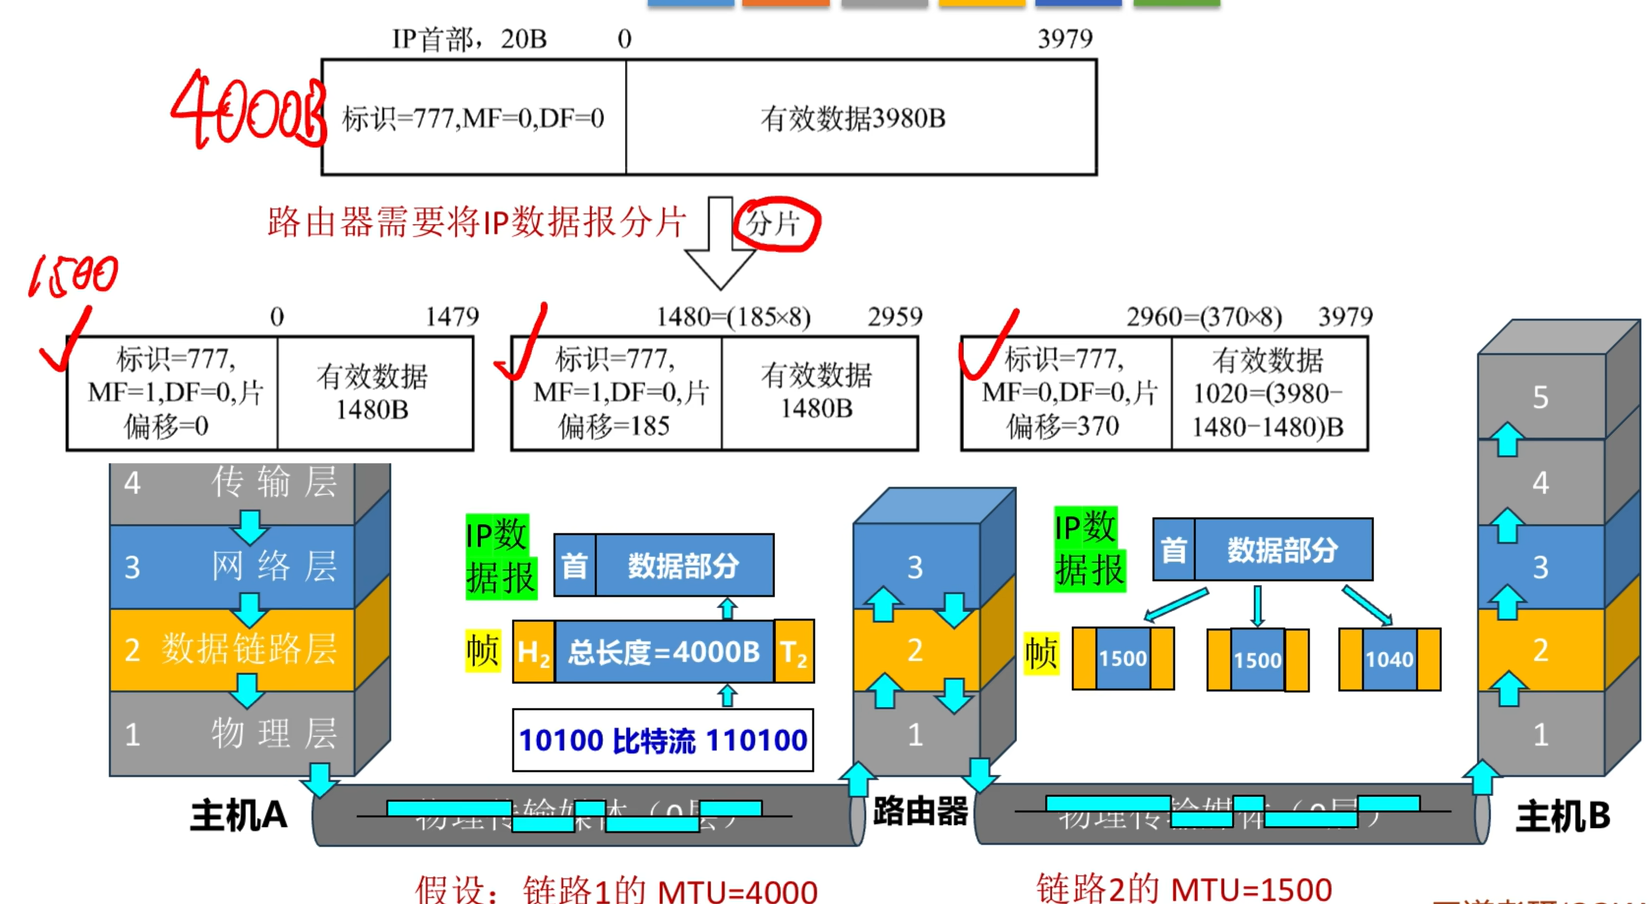 IP首部，20B 0 3979
4000B
标识=777,MF=0,DF=0 有效数据3980B
路由器需要将IP数据报分片 分片
1500
0 1479
1480=(185×8) 2959
2960=(370×8) 3979
标识=777,
MF=1,DF=0,片
偏移=0
有效数据
1480B
标识=777,
MF=1,DF=0,片
偏移=185
有效数据
1480B
标识=777,
MF=0,DF=0,片
偏移=370
有效数据
1020=(3980-
1480-1480)B
4 传输层
3 网络层
2 数据链路层
1 物理层
主机A
IP数
据报
首 数据部分
帧
H2 总长度=4000B T2
10100 比特流 110100
物理传输媒体（0层）
3
2
1
路由器
IP数
据报
首 数据部分
帧
1500 1500 1040
物理传输媒体（0层）
5
4
3
2
1
主机B
假设：链路1的 MTU=4000
链路2的 MTU=1500